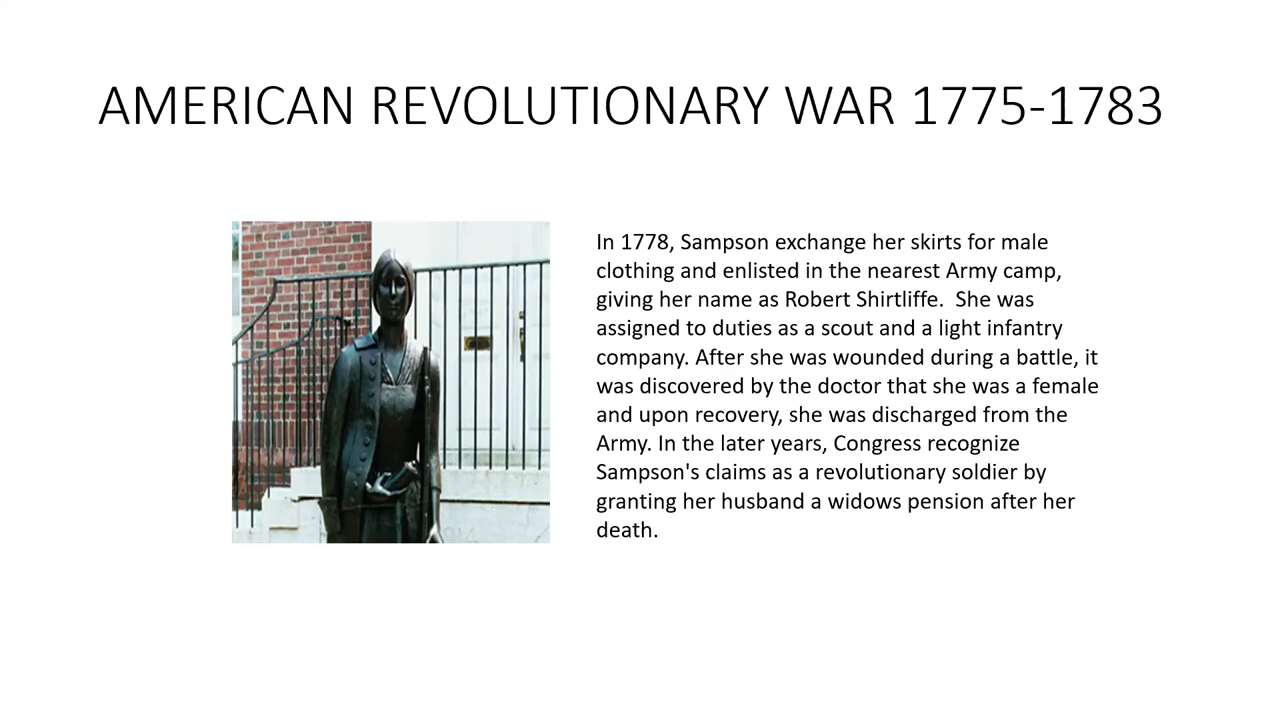 AMERICAN REVOLUTIONARY WAR 1775-1783
In 1778, Sampson exchange her skirts for male
clothing and enlisted in the nearest Army camp,
giving her name as Robert Shirtliffe.  She was
assigned to duties as a scout and a light infantry
company. After she was wounded during a battle, it
was discovered by the doctor that she was a female
and upon recovery, she was discharged from the
Army. In the later years, Congress recognize
Sampson's claims as a revolutionary soldier by
granting her husband a widows pension after her
death.